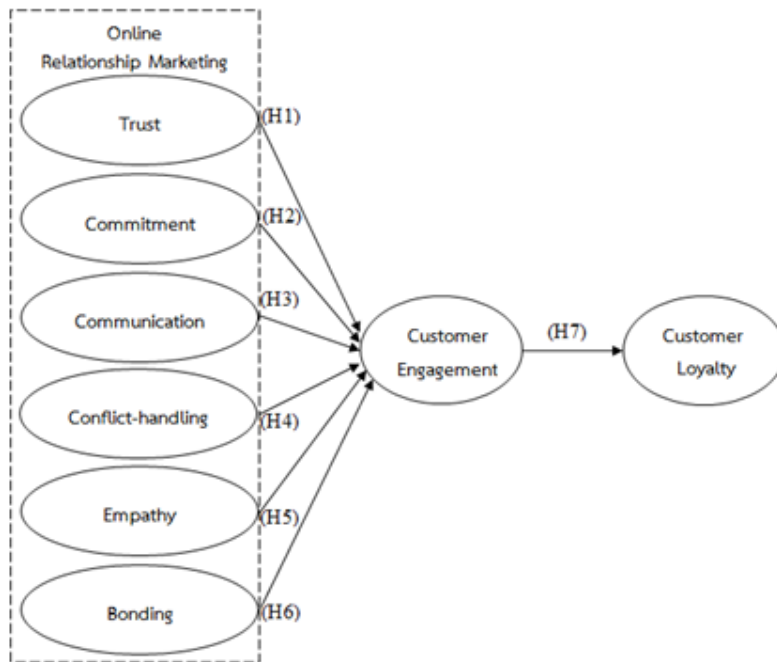 Online
Relationship Marketing
Trust
(H1)
Commitment
(H2)
Communication
(H3)
Customer
Engagement
(H7)
Customer
Loyalty
Conflict-handling
(H4)
Empathy
(H5)
Bonding
(H6)